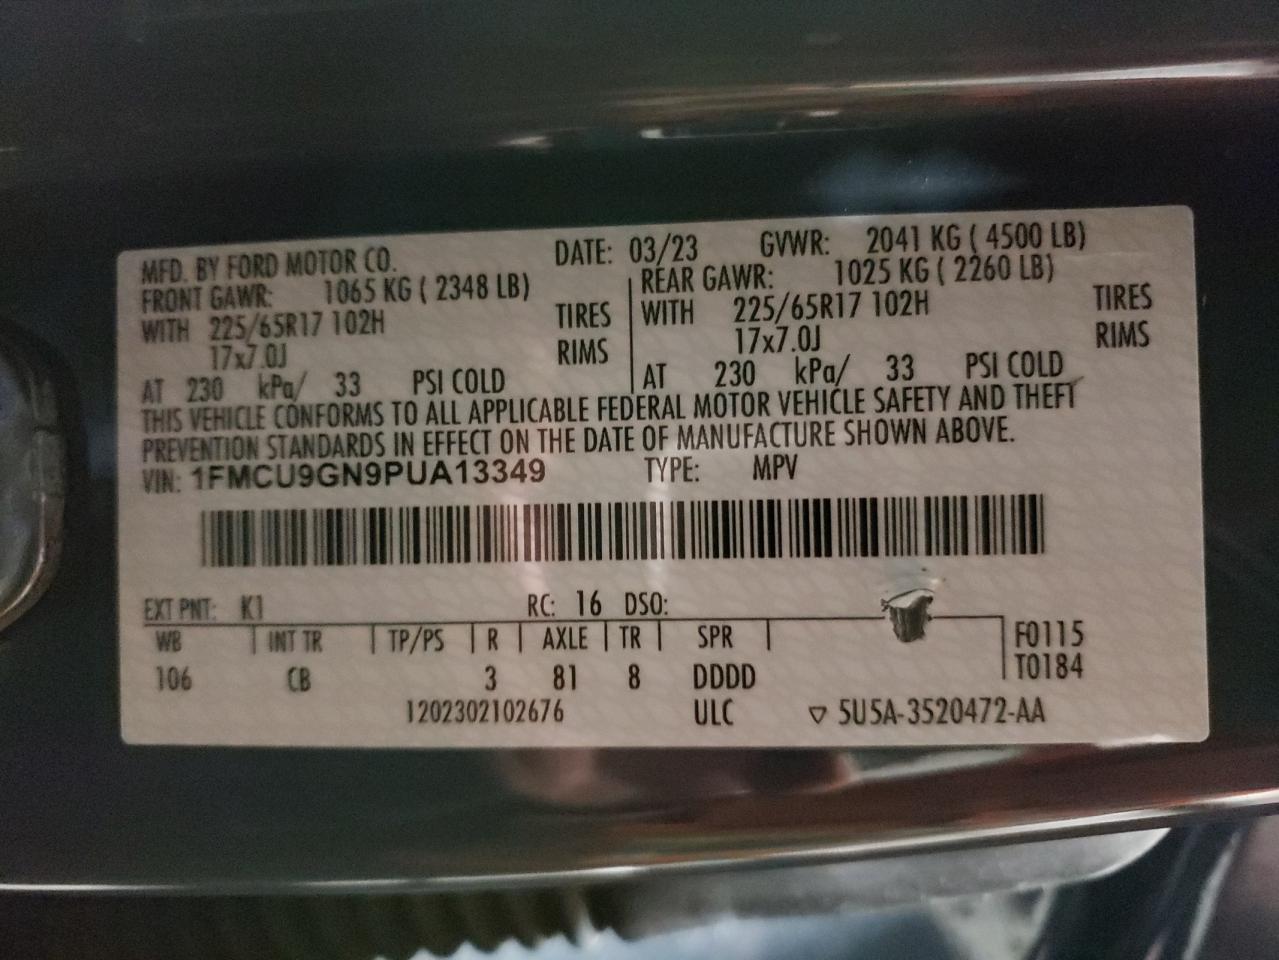 MFD. BY FORD MOTOR CO. DATE: 03/23 GVWR: 2041 KG ( 4500 LB)
FRONT GAWR: 1065 KG ( 2348 LB) REAR GAWR: 1025 KG ( 2260 LB)
WITH 225/65R17 102H TIRES WITH 225/65R17 102H TIRES
17x7.0J RIMS 17x7.0J RIMS
AT 230 kPa/ 33 PSI COLD AT 230 kPa/ 33 PSI COLD
THIS VEHICLE CONFORMS TO ALL APPLICABLE FEDERAL MOTOR VEHICLE SAFETY AND THEFT
PREVENTION STANDARDS IN EFFECT ON THE DATE OF MANUFACTURE SHOWN ABOVE.
VIN: 1FMCU9GN9PUA13349 TYPE: MPV
EXT PNT: K1 RC: 16 DSO:
WB INT TR TP/PS R AXLE TR SPR F0115
106 CB 3 81 8 DDDD T0184
1202302102676 ULC ▽ 5U5A-3520472-AA